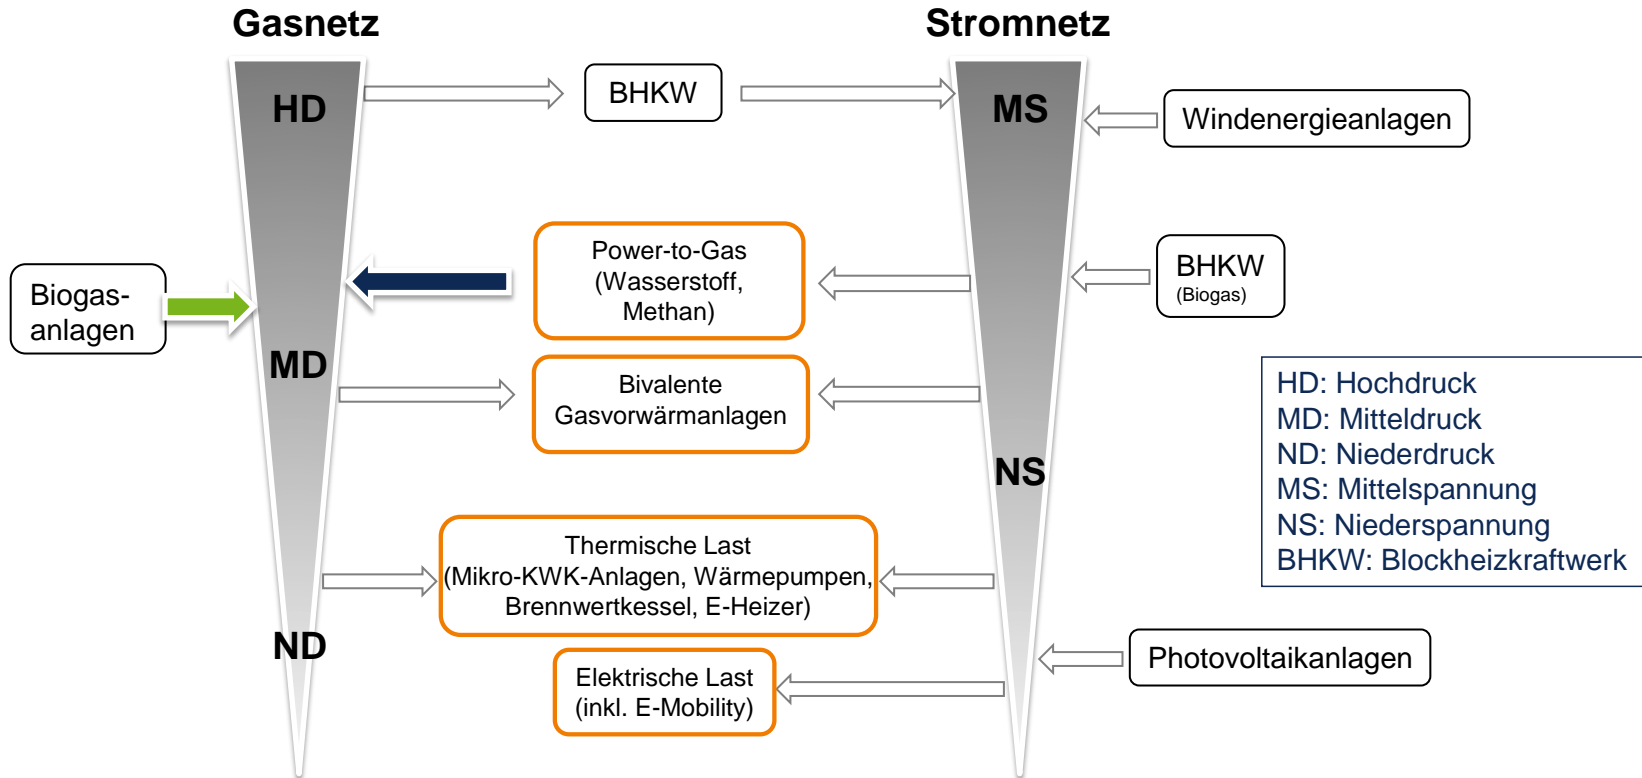 Gasnetz
Stromnetz
HD
BHKW
MS
Windenergieanlagen
Power-to-Gas
(Wasserstoff,
Methan)
BHKW
(Biogas)
Biogas-
anlagen
MD
Bivalente
Gasvorwärmanlagen
HD: Hochdruck
MD: Mitteldruck
ND: Niederdruck
MS: Mittelspannung
NS: Niederspannung
BHKW: Blockheizkraftwerk
NS
Thermische Last
(Mikro-KWK-Anlagen, Wärmepumpen,
Brennwertkessel, E-Heizer)
ND
Photovoltaikanlagen
Elektrische Last
(inkl. E-Mobility)